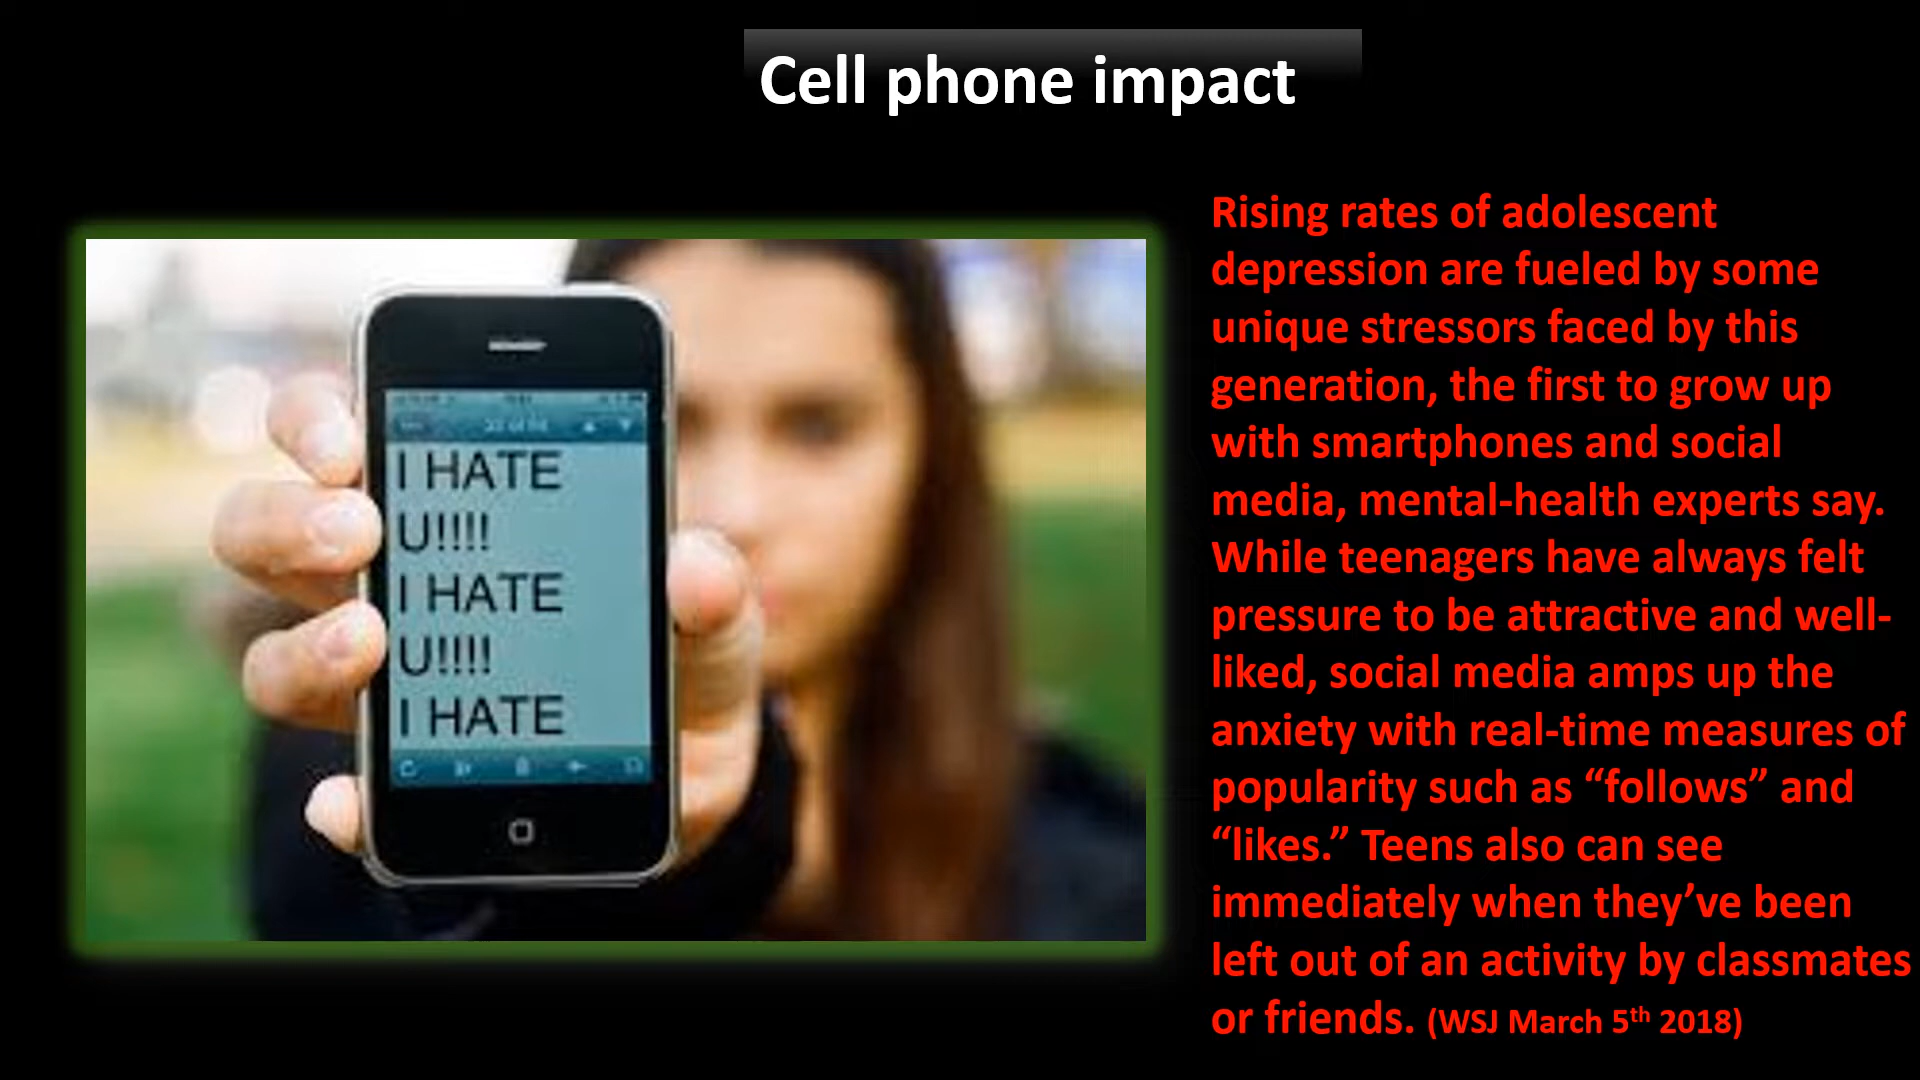 Cell phone impact
Rising rates of adolescent
depression are fueled by some
unique stressors faced by this
generation, the first to grow up
with smartphones and social
media, mental-health experts say.
While teenagers have always felt
pressure to be attractive and well-
liked, social media amps up the
anxiety with real-time measures of
popularity such as “follows” and
“likes.” Teens also can see
immediately when they’ve been
left out of an activity by classmates
or friends. (WSJ March 5th 2018)
I HATE
U!!!!
I HATE
U!!!!
I HATE